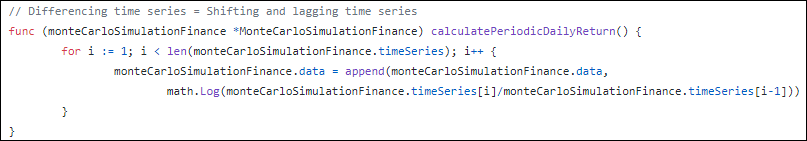 // Differencing time series = Shifting and lagging time series
func (monteCarloSimulationFinance *MonteCarloSimulationFinance) calculatePeriodicDailyReturn() {
for i := 1; i < len(monteCarloSimulationFinance.timeSeries); i++ {
monteCarloSimulationFinance.data = append(monteCarloSimulationFinance.data,
math.Log(monteCarloSimulationFinance.timeSeries[i]/monteCarloSimulationFinance.timeSeries[i-1]))
}
}